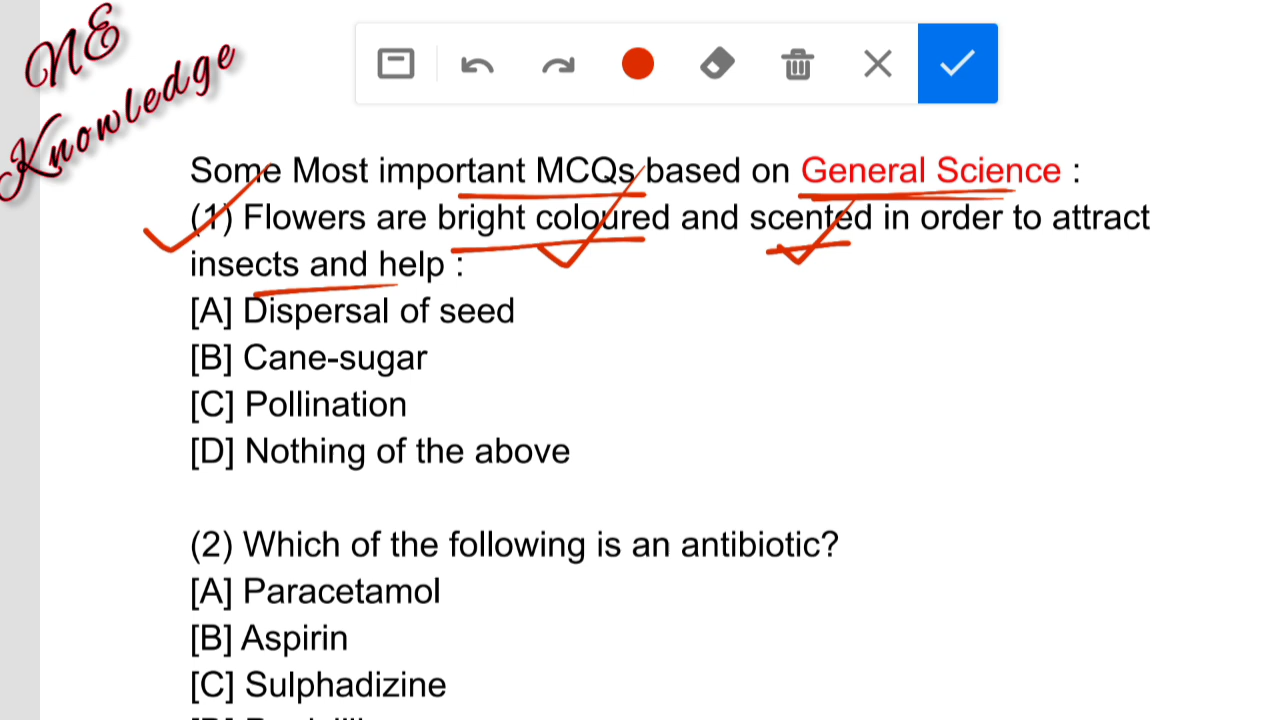 NE
Knowledge
Some Most important MCQs based on General Science :
(1) Flowers are bright coloured and scented in order to attract
insects and help :
[A] Dispersal of seed
[B] Cane-sugar
[C] Pollination
[D] Nothing of the above
(2) Which of the following is an antibiotic?
[A] Paracetamol
[B] Aspirin
[C] Sulphadizine